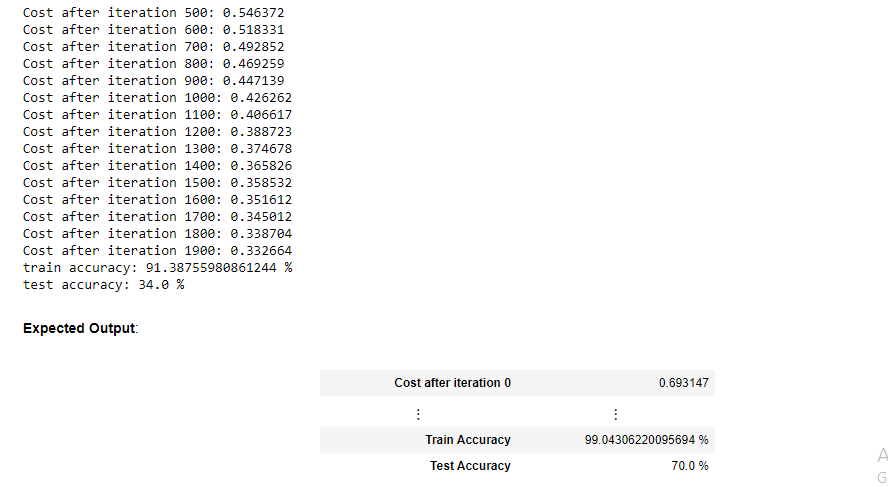 Cost after iteration 500: 0.546372
Cost after iteration 600: 0.518331
Cost after iteration 700: 0.492852
Cost after iteration 800: 0.469259
Cost after iteration 900: 0.447139
Cost after iteration 1000: 0.426262
Cost after iteration 1100: 0.406617
Cost after iteration 1200: 0.388723
Cost after iteration 1300: 0.374678
Cost after iteration 1400: 0.365826
Cost after iteration 1500: 0.358532
Cost after iteration 1600: 0.351612
Cost after iteration 1700: 0.345012
Cost after iteration 1800: 0.338704
Cost after iteration 1900: 0.332664
train accuracy: 91.38755980861244 %
test accuracy: 34.0 %
Expected Output:
Cost after iteration 0 0.693147
⋮ ⋮
Train Accuracy 99.04306220095694 %
Test Accuracy 70.0 %
A
G